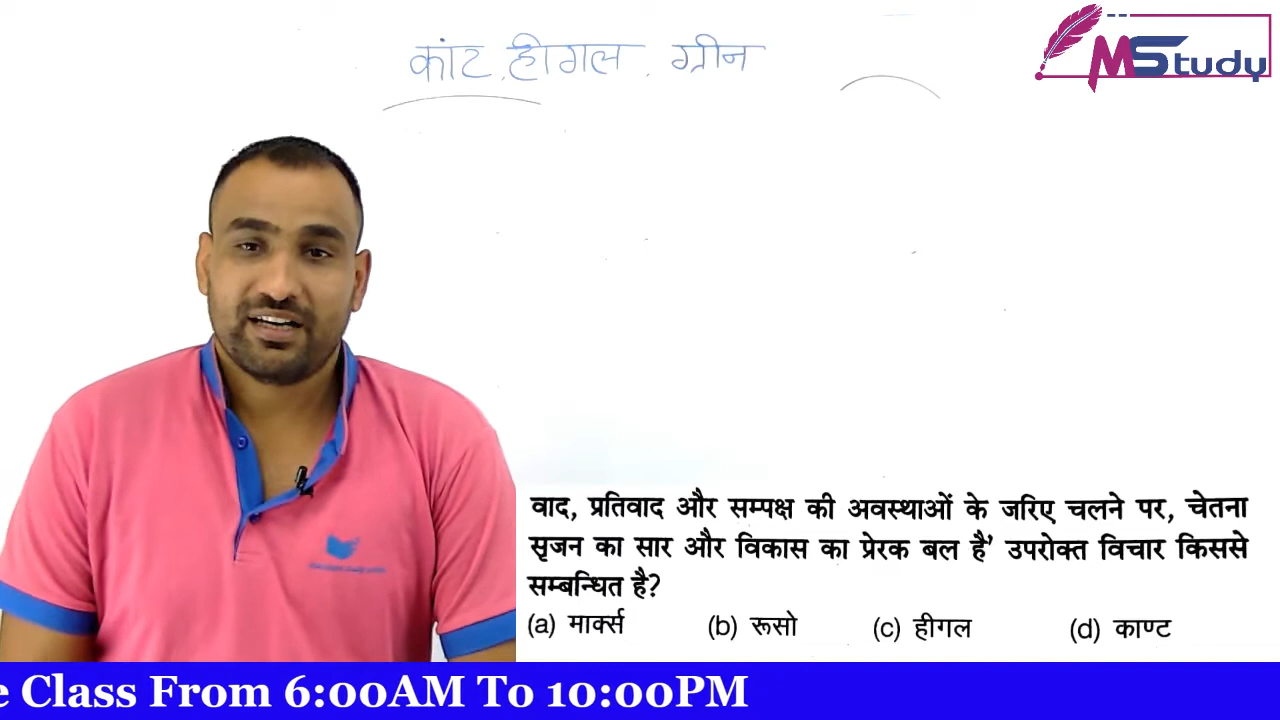 कांट, हीगल, ग्रीन
MStudy
वाद, प्रतिवाद और सम्पक्ष की अवस्थाओं के जरिए चलने पर, चेतना
सृजन का सार और विकास का प्रेरक बल है' उपरोक्त विचार किससे
सम्बन्धित है?
(a) मार्क्स (b) रूसो (c) हीगल (d) काण्ट
e Class From 6:00AM To 10:00PM